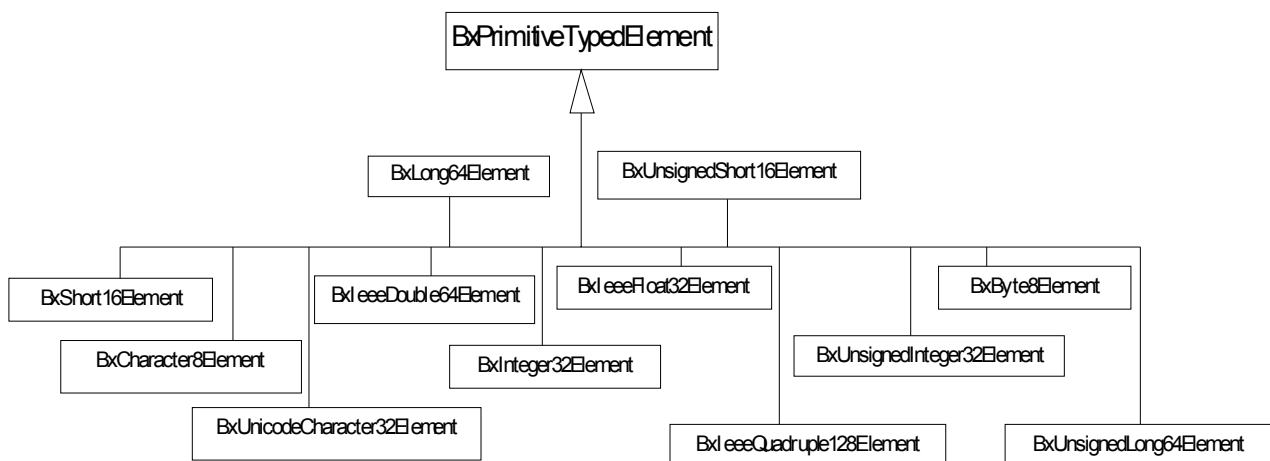 BxPrimitiveTypedElement
BxLong64Element
BxUnsignedShort16Element
BxShort16Element
BxIeeeDouble64Element
BxIeeeFloat32Element
BxByte8Element
BxCharacter8Element
BxInteger32Element
BxUnsignedInteger32Element
BxUnicodeCharacter32Element
BxIeeeQuadruple128Element
BxUnsignedLong64Element